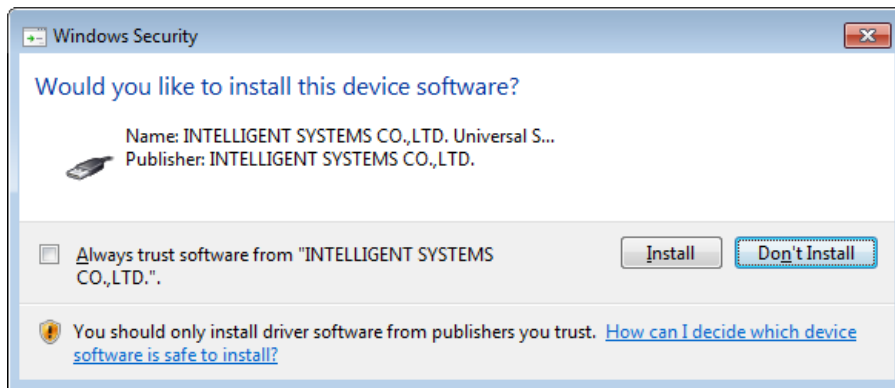 Windows Security
Would you like to install this device software?
Name: INTELLIGENT SYSTEMS CO.,LTD. Universal S...
Publisher: INTELLIGENT SYSTEMS CO.,LTD.
Always trust software from "INTELLIGENT SYSTEMS
CO.,LTD.".
Install
Don't Install
You should only install driver software from publishers you trust. How can I decide which device
software is safe to install?